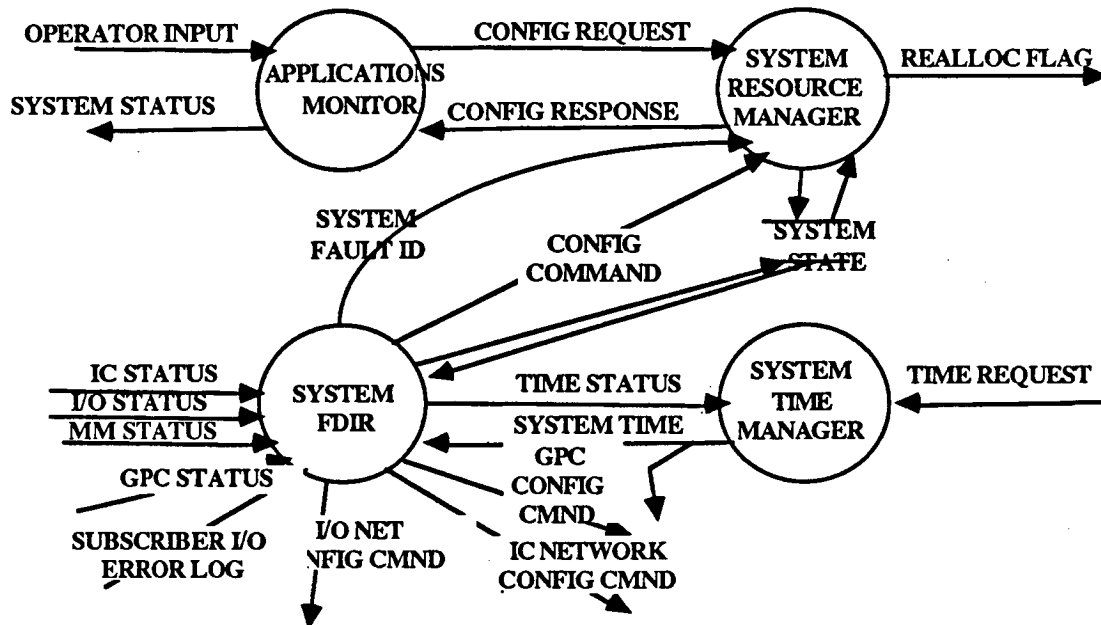 OPERATOR INPUT
CONFIG REQUEST
SYSTEM
RESOURCE
MANAGER
REALLOC FLAG
APPLICATIONS
MONITOR
SYSTEM STATUS
CONFIG RESPONSE
SYSTEM
FAULT ID
CONFIG
COMMAND
SYSTEM
STATE
IC STATUS
I/O STATUS
MM STATUS
SYSTEM
FDIR
TIME STATUS
SYSTEM
TIME
MANAGER
TIME REQUEST
SYSTEM TIME
GPC
CONFIG
CMND
GPC STATUS
SUBSCRIBER I/O
ERROR LOG
I/O NET
NFIG CMND
IC NETWORK
CONFIG CMND